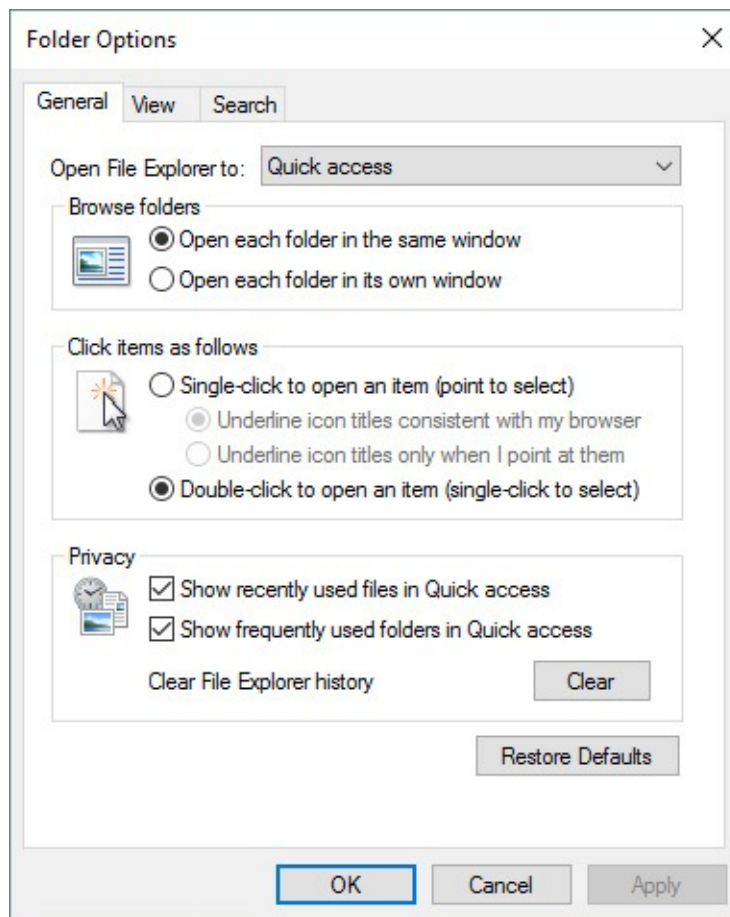 Folder Options
General View Search
Open File Explorer to: Quick access
Browse folders
Open each folder in the same window
Open each folder in its own window
Click items as follows
Single-click to open an item (point to select)
Underline icon titles consistent with my browser
Underline icon titles only when I point at them
Double-click to open an item (single-click to select)
Privacy
Show recently used files in Quick access
Show frequently used folders in Quick access
Clear File Explorer history Clear
Restore Defaults
OK Cancel Apply